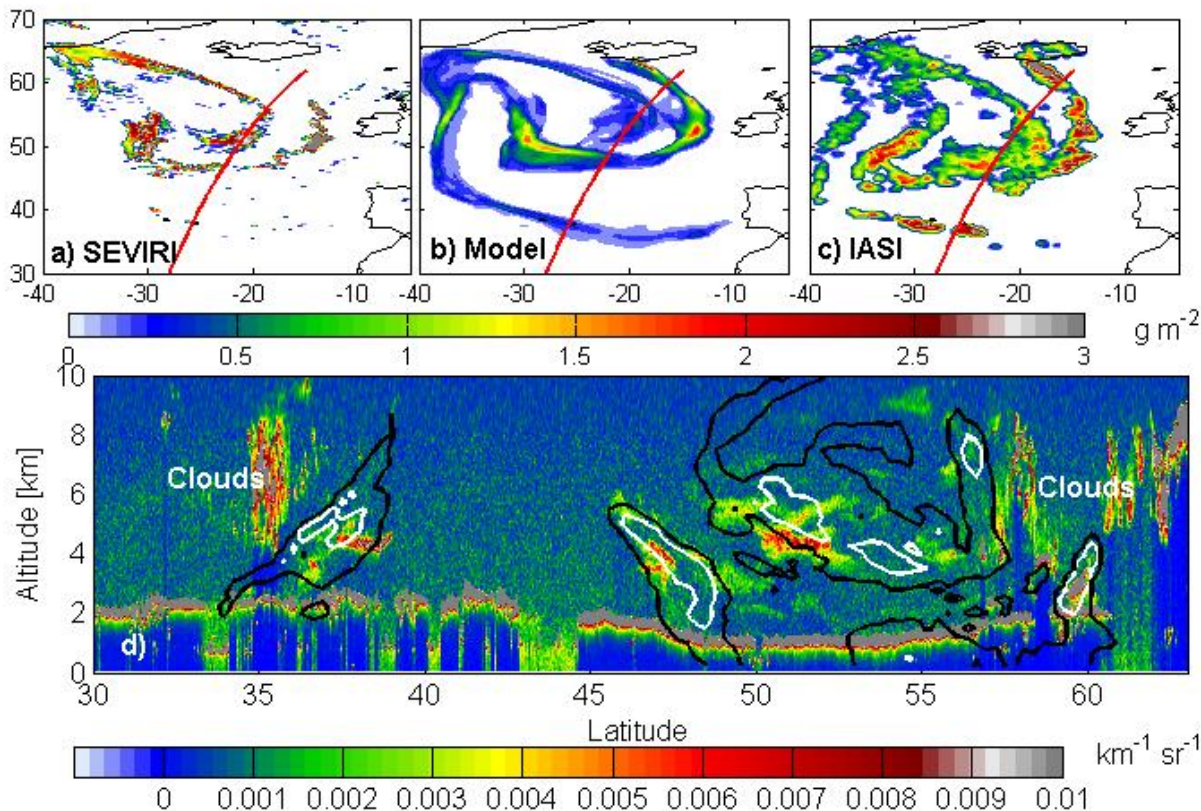 70
60
50
40
30
a) SEVIRI
b) Model
c) IASI
-40 -30 -20 -10
-30 -20 -10
-40 -30 -20 -10
0 0.5 1 1.5 2 2.5 3
g m-2
10
8
6
4
2
0
Altitude [km]
Clouds
Clouds
d)
30 35 40 45 50 55 60
Latitude
km-1 sr-1
0 0.001 0.002 0.003 0.004 0.005 0.006 0.007 0.008 0.009 0.01